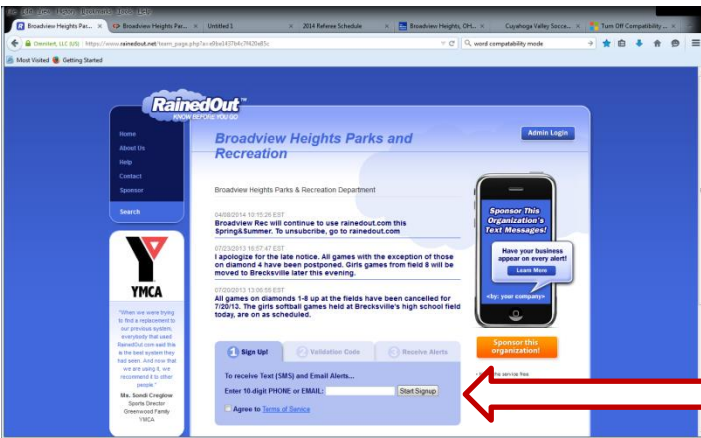 Broadview Heights Par...
Broadview Heights Par...
Untitled 1
2014 Referee Schedule
Broadview Heights, OH...
Cuyahoga Valley Socce...
Turn Off Compatibility ...
Omnilert, LLC (US)
https://www.rainedout.net/team_page.php?
word compatability mode
Most Visited
Getting Started
RainedOut™
KNOW BEFORE YOU GO
Home
About Us
Help
Contact
Sponsor
Search
Admin Login
Broadview Heights Parks and
Recreation
Broadview Heights Parks & Recreation Department
04/08/2014 10:15:26 EST
Broadview Rec will continue to use rainedout.com this
Spring&Summer. To unsubcribe, go to rainedout.com
07/23/2013 16:57:47 EST
I apologize for the late notice. All games with the exception of those
on diamond 4 have been postponed. Girls games from field 8 will be
moved to Brecksville later this evening.
07/20/2013 13:06:56 EST
All games on diamonds 1-8 up at the fields have been cancelled for
7/20/13. The girls softball games held at Brecksville's high school field
today, are on as scheduled.
1 Sign Up!
2 Validation Code
3 Receive Alerts
To receive Text (SMS) and Email Alerts...
Enter 10-digit PHONE or EMAIL:
Start Signup
Agree to Terms of Service
YMCA
"When we were trying
to find a replacement to
our previous system,
everybody that used
RainedOut.com said this
is the best system they
had seen. And now that
we are using it, we
recommend it to other
people."
Ms. Sondi Creglow
Sports Director
Greenwood Family
YMCA
Sponsor This
Organization's
Text Messages!
Have your business
appear on every alert!
Learn More
<by: your company>
Sponsor this
organization!
service free